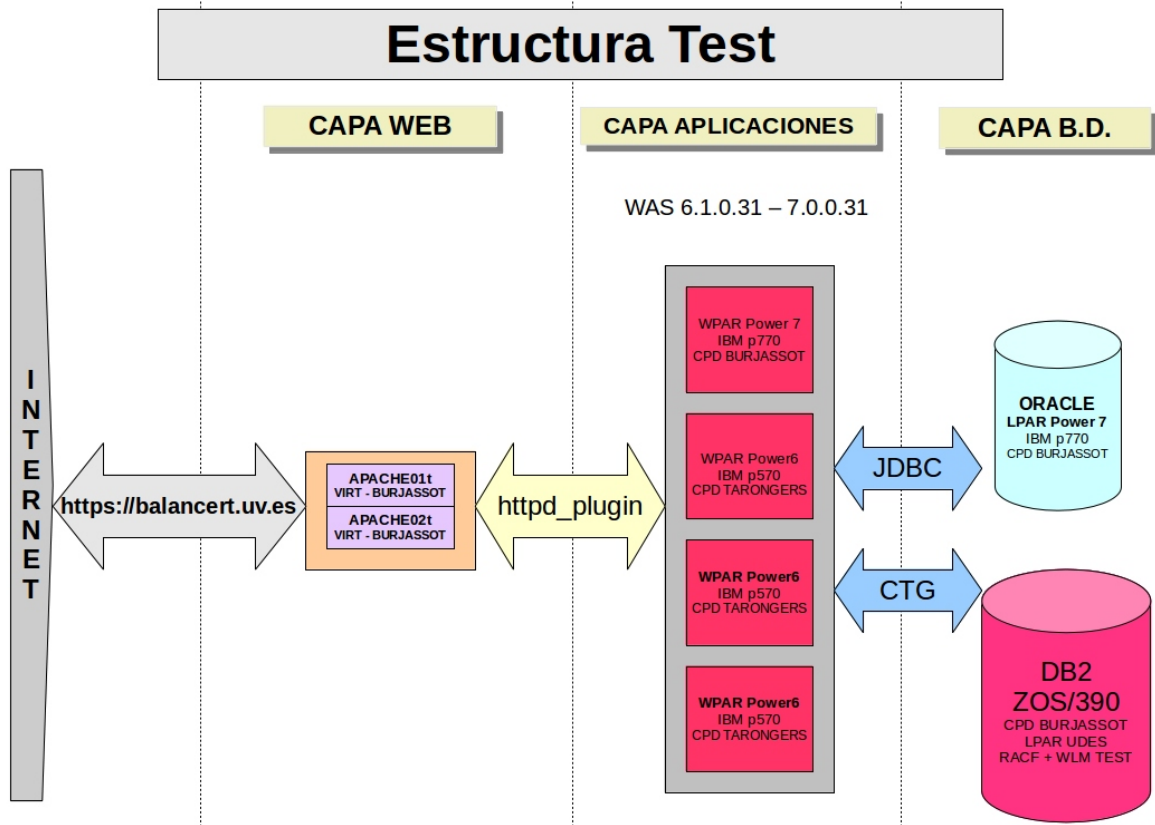 Estructura Test
CAPA WEB
CAPA APLICACIONES
CAPA B.D.
WAS 6.1.0.31 – 7.0.0.31
INTERNET
https://balancert.uv.es
APACHE01t
VIRT - BURJASSOT
APACHE02t
VIRT - BURJASSOT
httpd_plugin
WPAR Power 7
IBM p770
CPD BURJASSOT
WPAR Power6
IBM p570
CPD TARONGERS
WPAR Power6
IBM p570
CPD TARONGERS
WPAR Power6
IBM p570
CPD TARONGERS
JDBC
CTG
ORACLE
LPAR Power 7
IBM p770
CPD BURJASSOT
DB2
ZOS/390
CPD BURJASSOT
LPAR UDES
RACF + WLM TEST